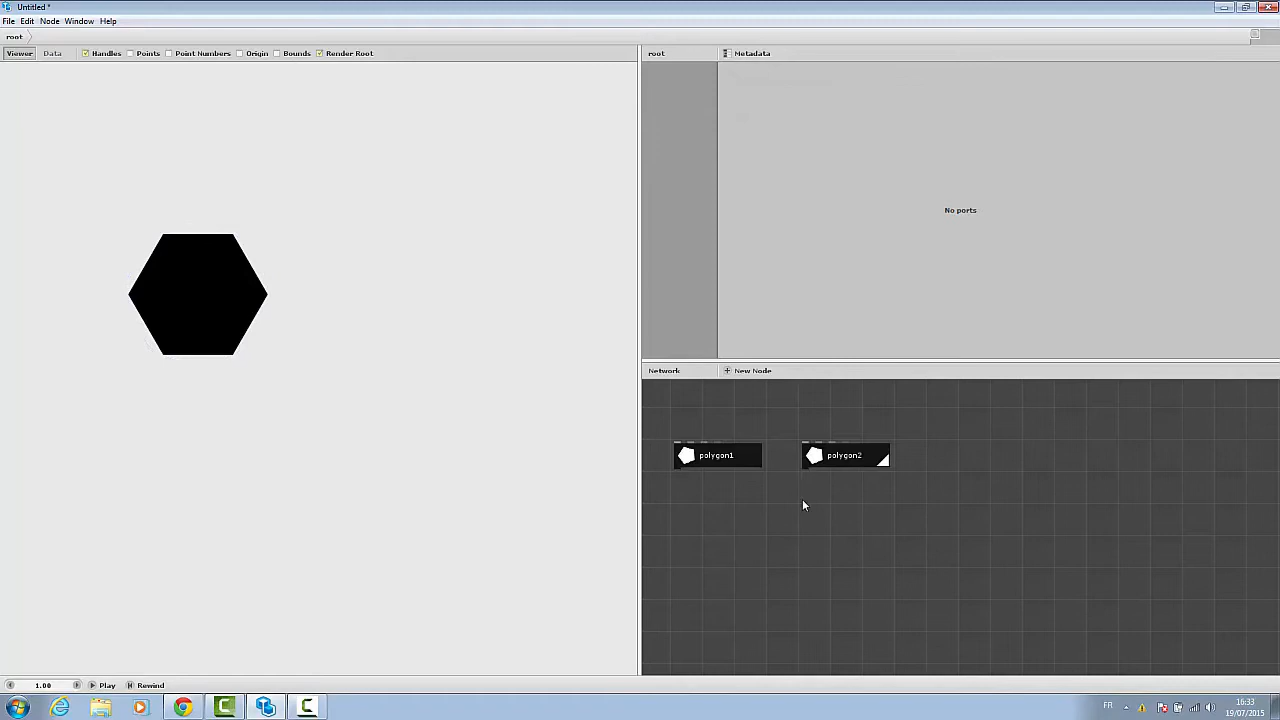 Untitled *
File Edit Node Window Help
root
Viewer Data Handles Points Point Numbers Origin Bounds Render Root
root Metadata
No ports
Network + New Node
polygon1 polygon2
1.00 Play Rewind
FR
16:33
19/07/2015